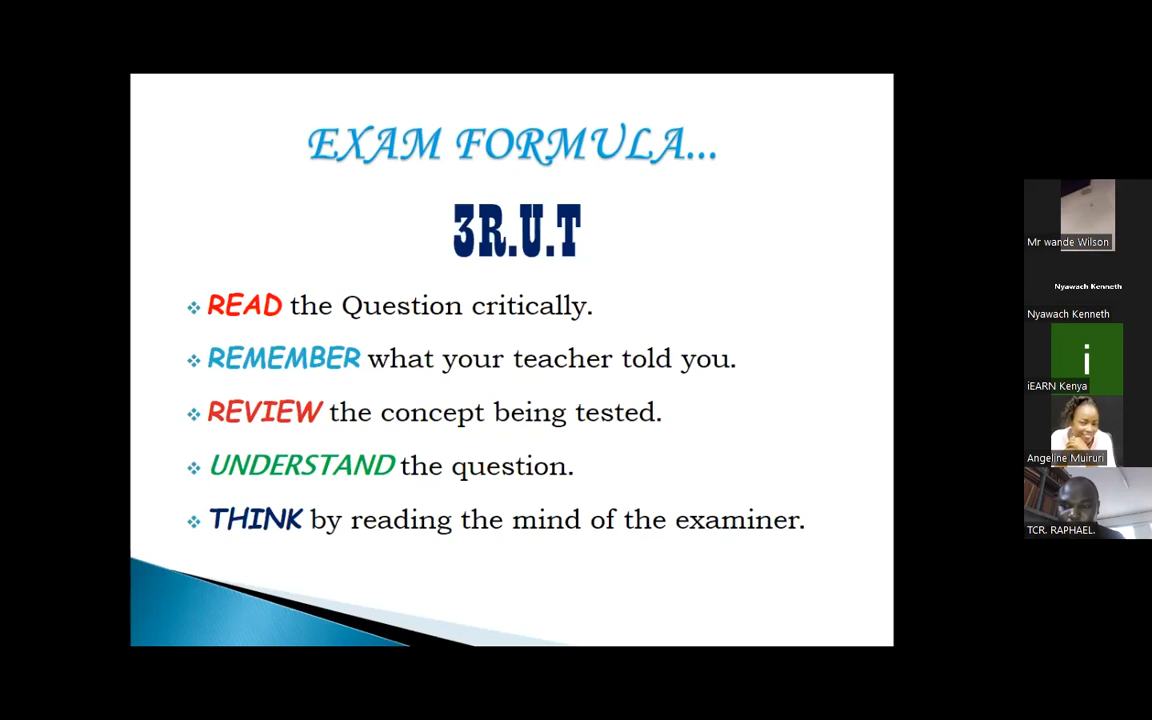 EXAM FORMULA...
3R.U.T
READ the Question critically.
REMEMBER what your teacher told you.
REVIEW the concept being tested.
UNDERSTAND the question.
THINK by reading the mind of the examiner.
Mr wande Wilson
Nyawach Kenneth
Nyawach Kenneth
i
iEARN Kenya
Angeline Muiruri
TCR. RAPHAEL.